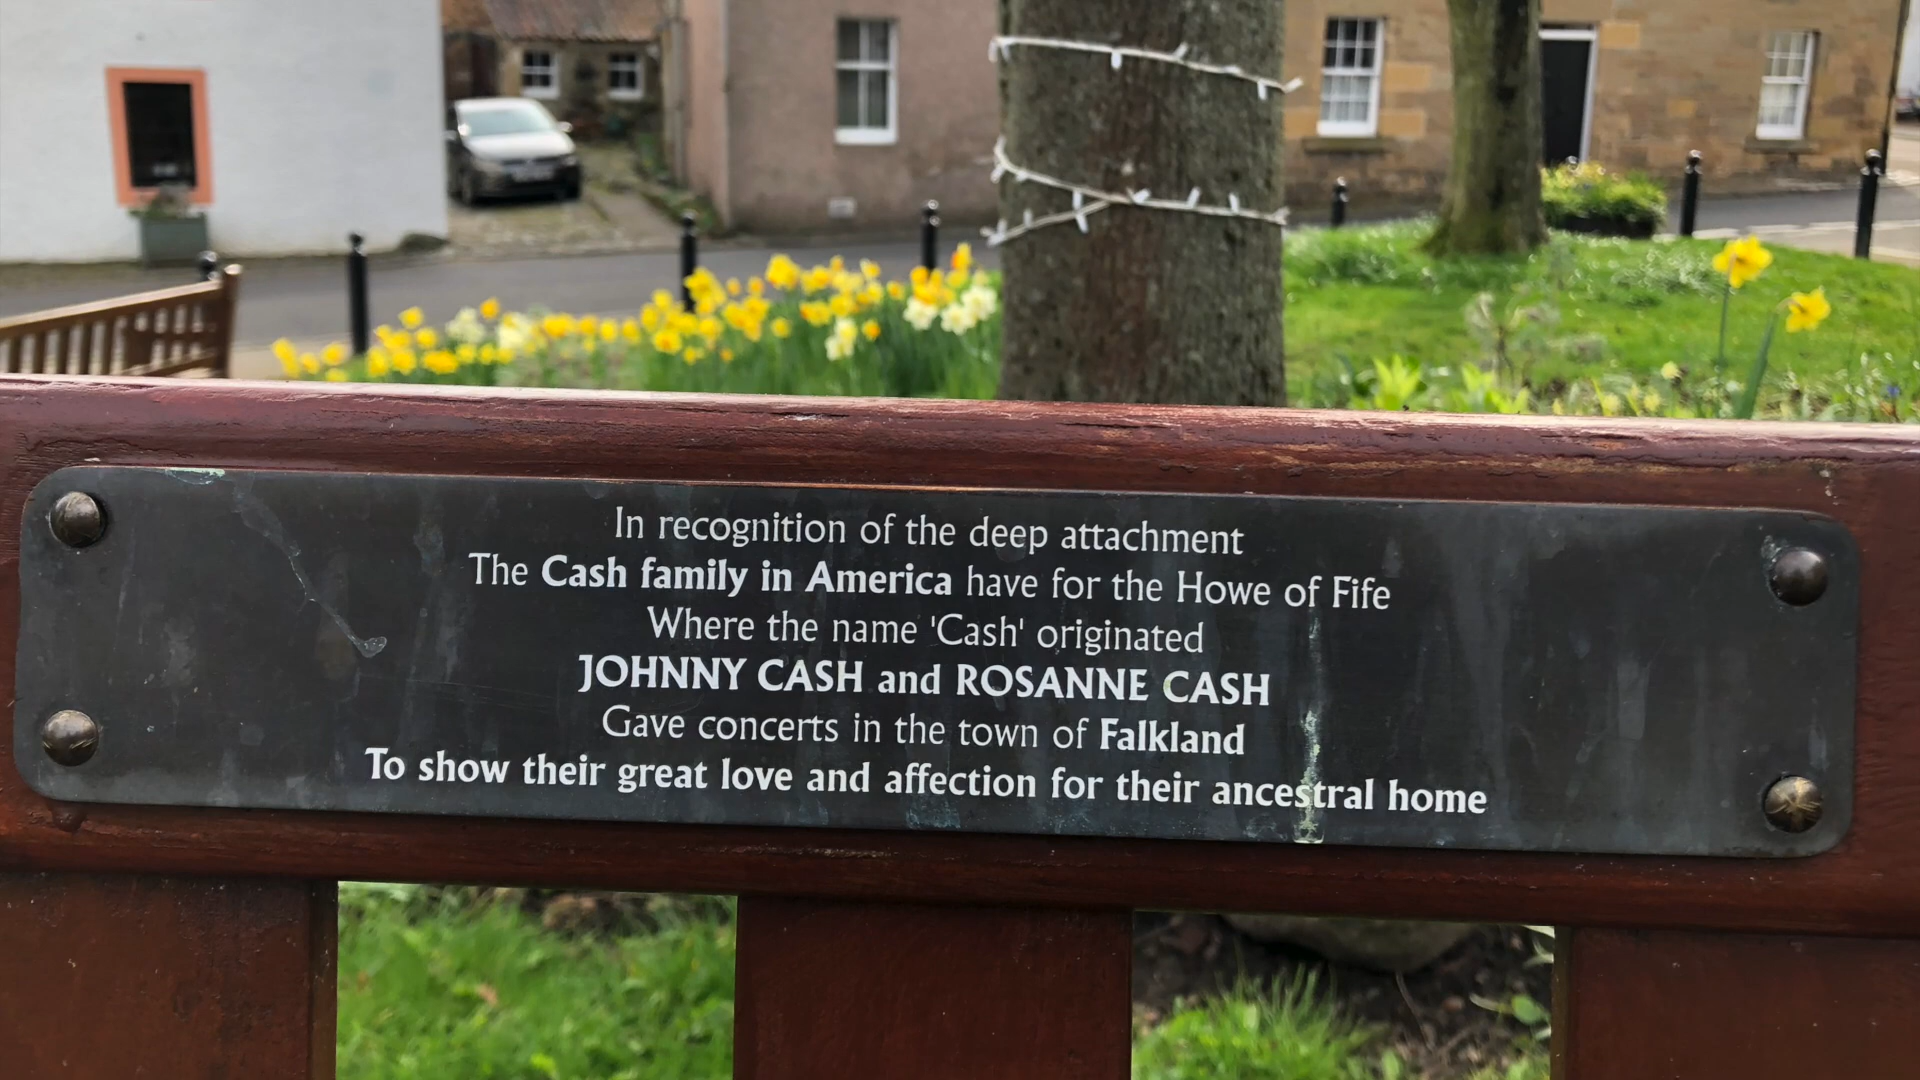 In recognition of the deep attachment
The Cash family in America have for the Howe of Fife
Where the name 'Cash' originated
JOHNNY CASH and ROSANNE CASH
Gave concerts in the town of Falkland
To show their great love and affection for their ancestral home